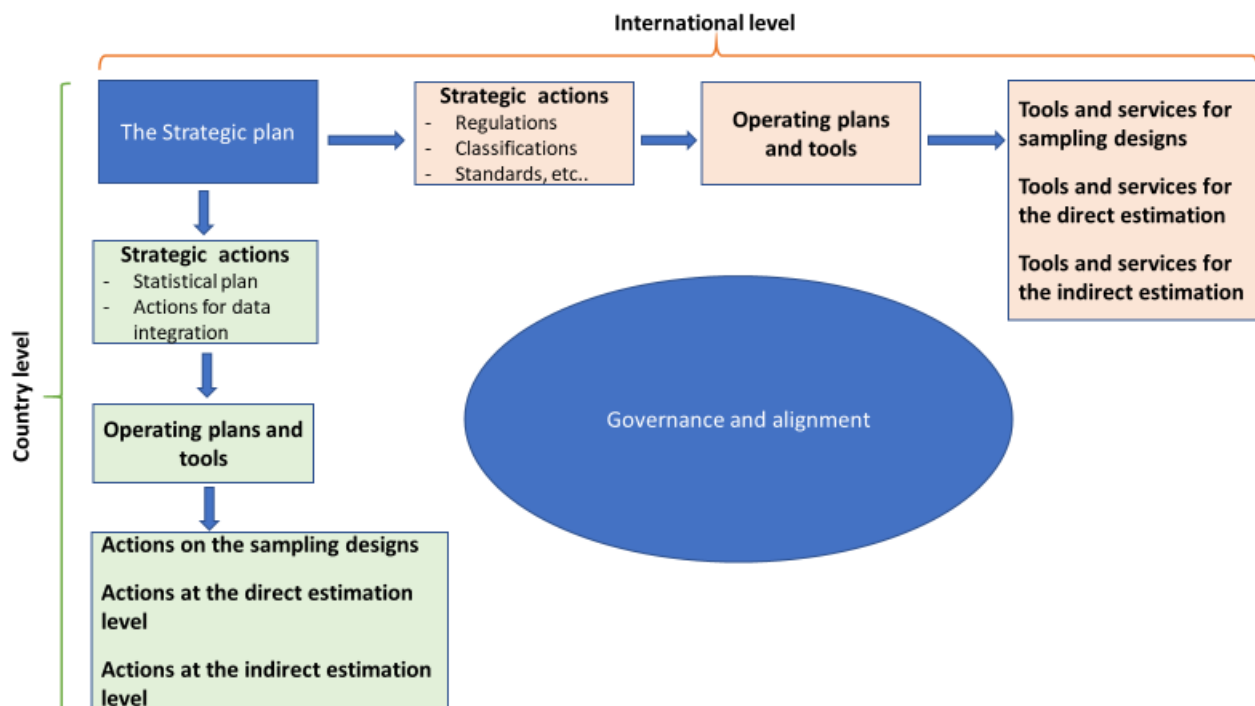 International level
The Strategic plan
Strategic actions
- Regulations
- Classifications
- Standards, etc..
Operating plans
and tools
Tools and services for
sampling designs
Tools and services for
the direct estimation
Tools and services for
the indirect estimation
Country level
Strategic actions
- Statistical plan
- Actions for data
integration
Governance and alignment
Operating plans and
tools
Actions on the sampling designs
Actions at the direct estimation
level
Actions at the indirect estimation
level